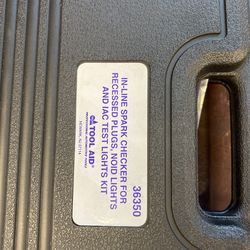 36350
IN-LINE SPARK CHECKER FOR
RECESSED PLUGS, NOID LIGHTS
AND IAC TEST LIGHTS KIT
TOOL AID